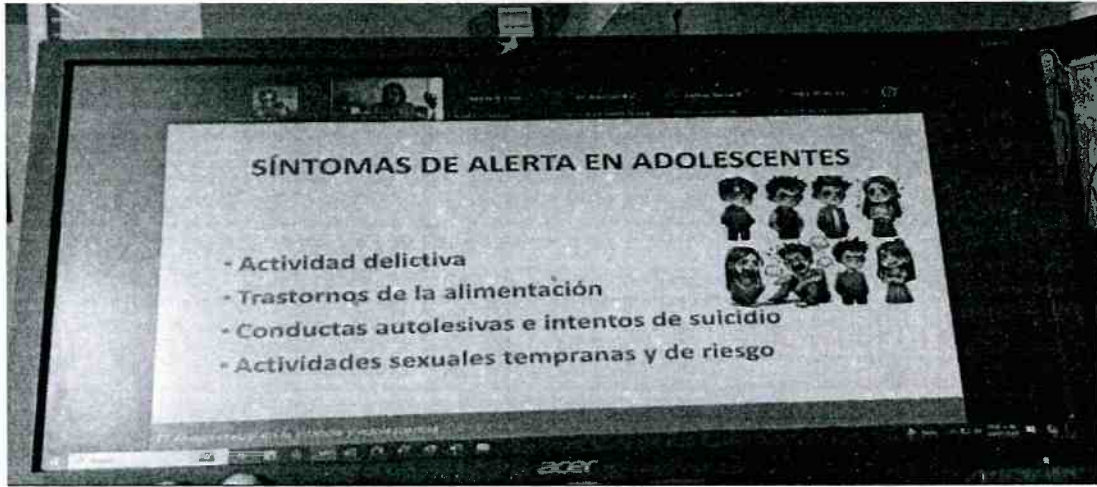 SÍNTOMAS DE ALERTA EN ADOLESCENTES
- Actividad delictiva
- Trastornos de la alimentación
- Conductas autolesivas e intentos de suicidio
- Actividades sexuales tempranas y de riesgo
acer